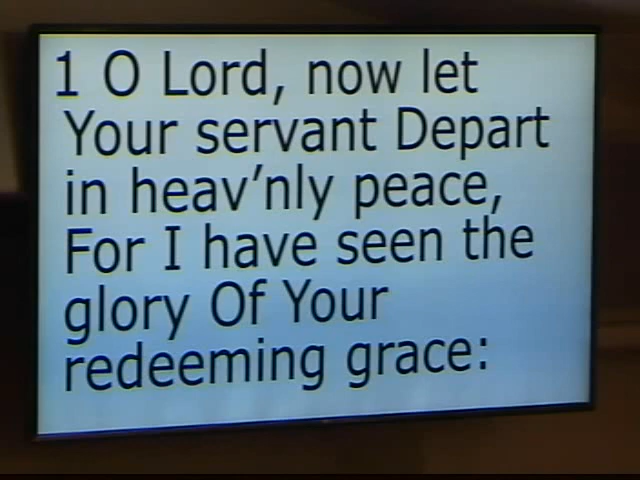 1 O Lord, now let
Your servant Depart
in heav’nly peace,
For I have seen the
glory Of Your
redeeming grace: